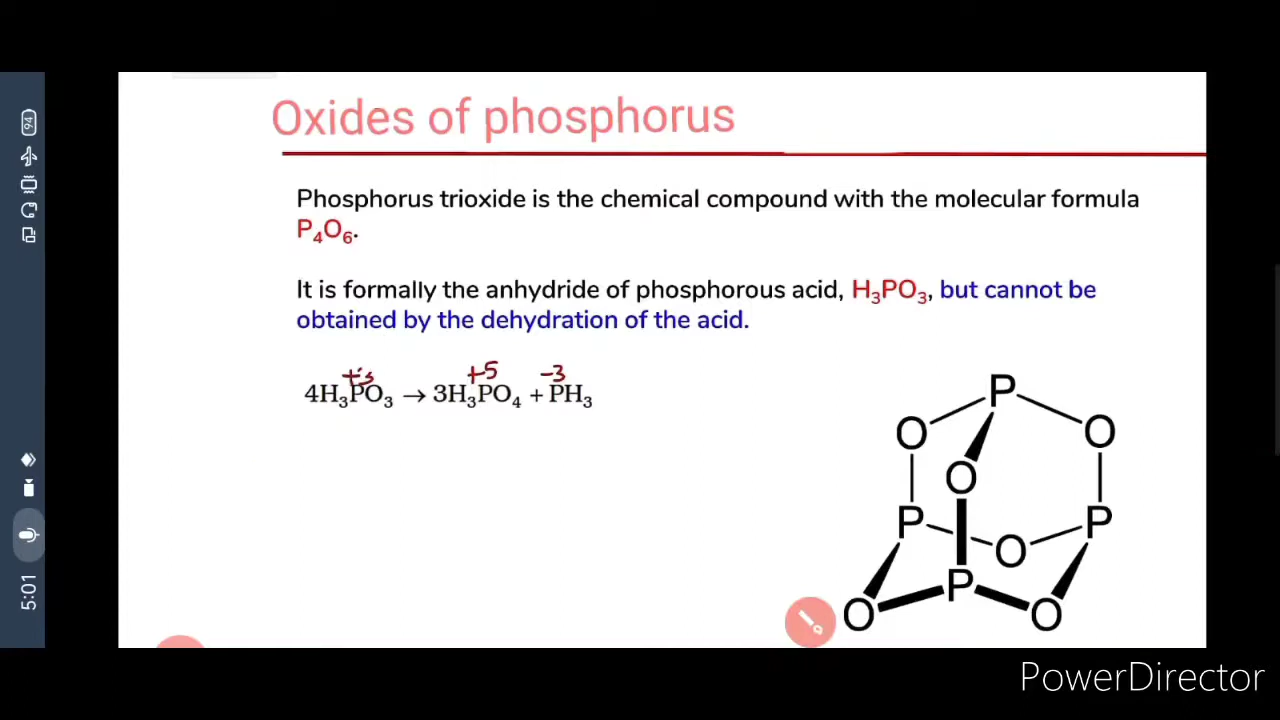 Oxides of phosphorus
Phosphorus trioxide is the chemical compound with the molecular formula
P₄O₆.
It is formally the anhydride of phosphorous acid, H₃PO₃, but cannot be
obtained by the dehydration of the acid.
+3 +5 -3
4H₃PO₃ → 3H₃PO₄ + PH₃
P
O O
O
P P
O
P
O O
94
5:01
PowerDirector